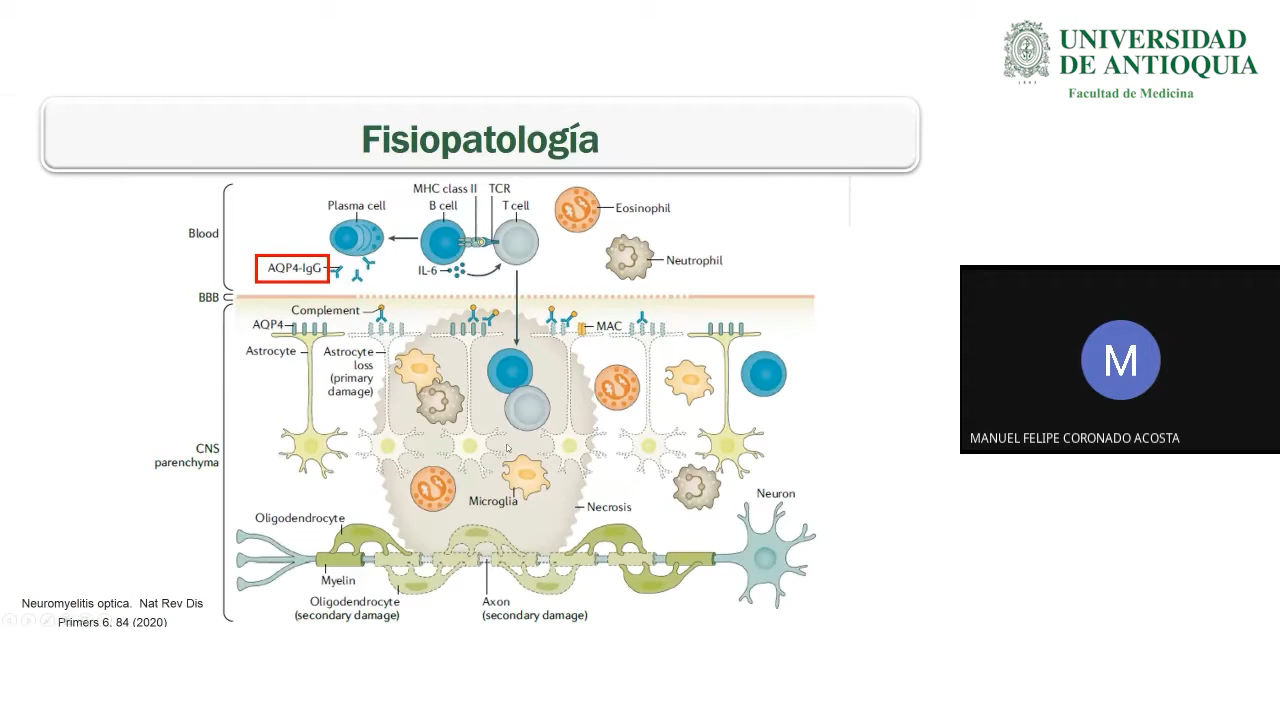 UNIVERSIDAD
DE ANTIOQUIA
1803
Facultad de Medicina
Fisiopatología
MHC class II TCR
Plasma cell B cell T cell Eosinophil
Blood
Neutrophil
AQP4-IgG IL-6
BBB
Complement
AQP4 MAC
Astrocyte
Astrocyte
loss
(primary
damage)
CNS
parenchyma
Microglia
Neuron
Necrosis
Oligodendrocyte
Myelin
Oligodendrocyte
(secondary damage)
Axon
(secondary damage)
Neuromyelitis optica. Nat Rev Dis
Primers 6, 84 (2020)
M
MANUEL FELIPE CORONADO ACOSTA